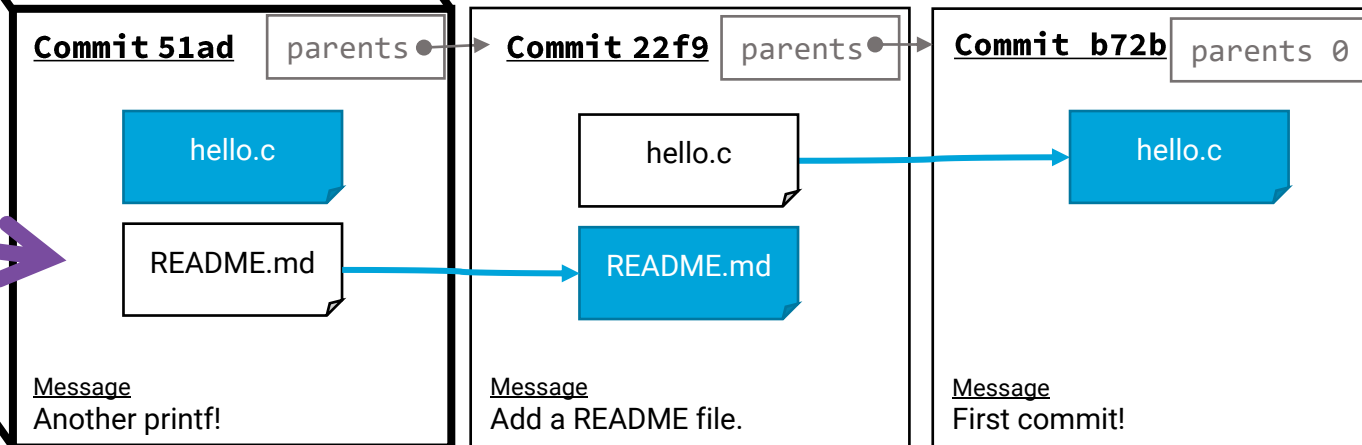 Commit 51ad
parents
hello.c
README.md
Message
Another printf!
Commit 22f9
parents
hello.c
README.md
Message
Add a README file.
Commit b72b
parents 0
hello.c
Message
First commit!